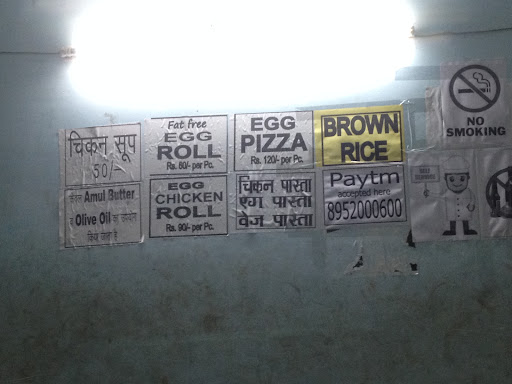 चिकन सूप
50/-
केवल Amul Butter
व Olive Oil का उपयोग
किया जाता है
Fat free
EGG
ROLL
Rs. 60/- per Pc.
EGG
CHICKEN
ROLL
Rs. 90/- per Pc.
EGG
PIZZA
Rs. 120/- per Pc.
चिकन पास्ता
एग पास्ता
वेज पास्ता
BROWN
RICE
Paytm
accepted here
8952000600
NO
SMOKING